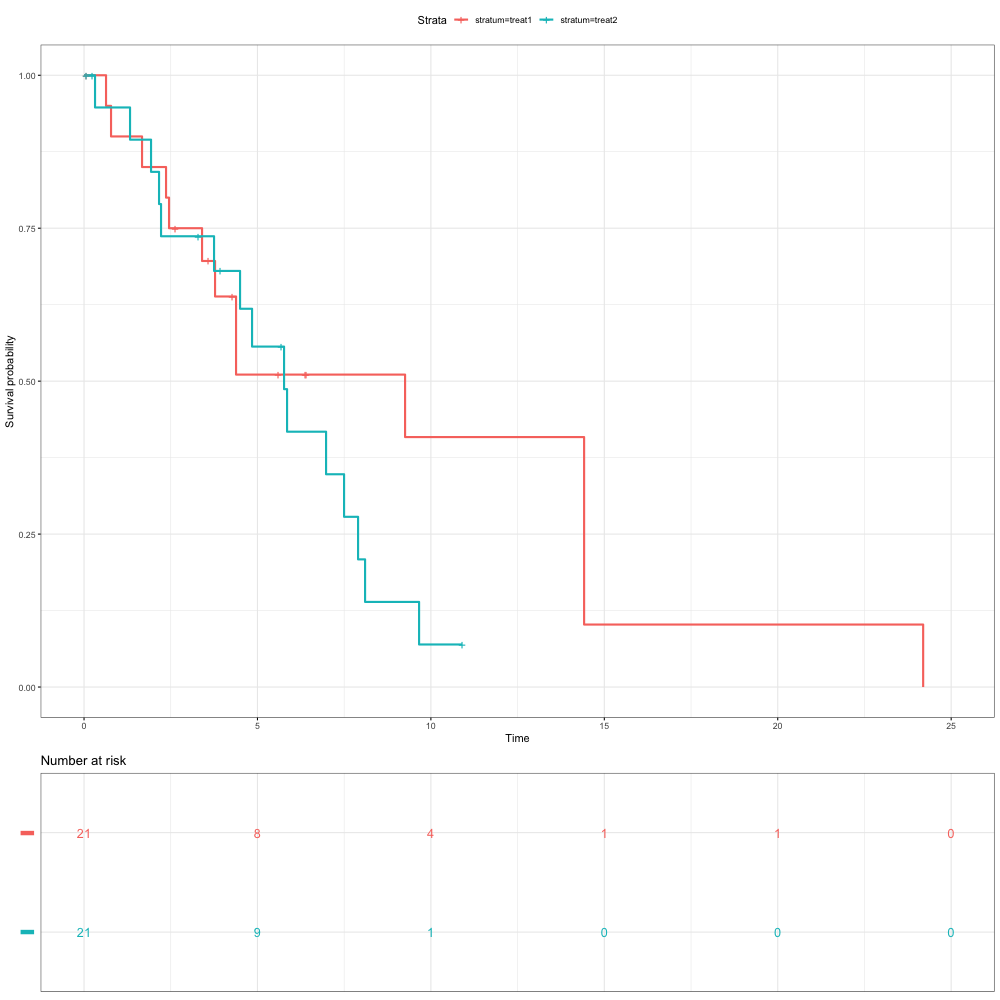 Strata stratum=treat1 stratum=treat2
Survival probability
1.00
0.75
0.50
0.25
0.00
0 5 10 15 20 25
Time
Number at risk
21 8 4 1 1 0
21 9 1 0 0 0